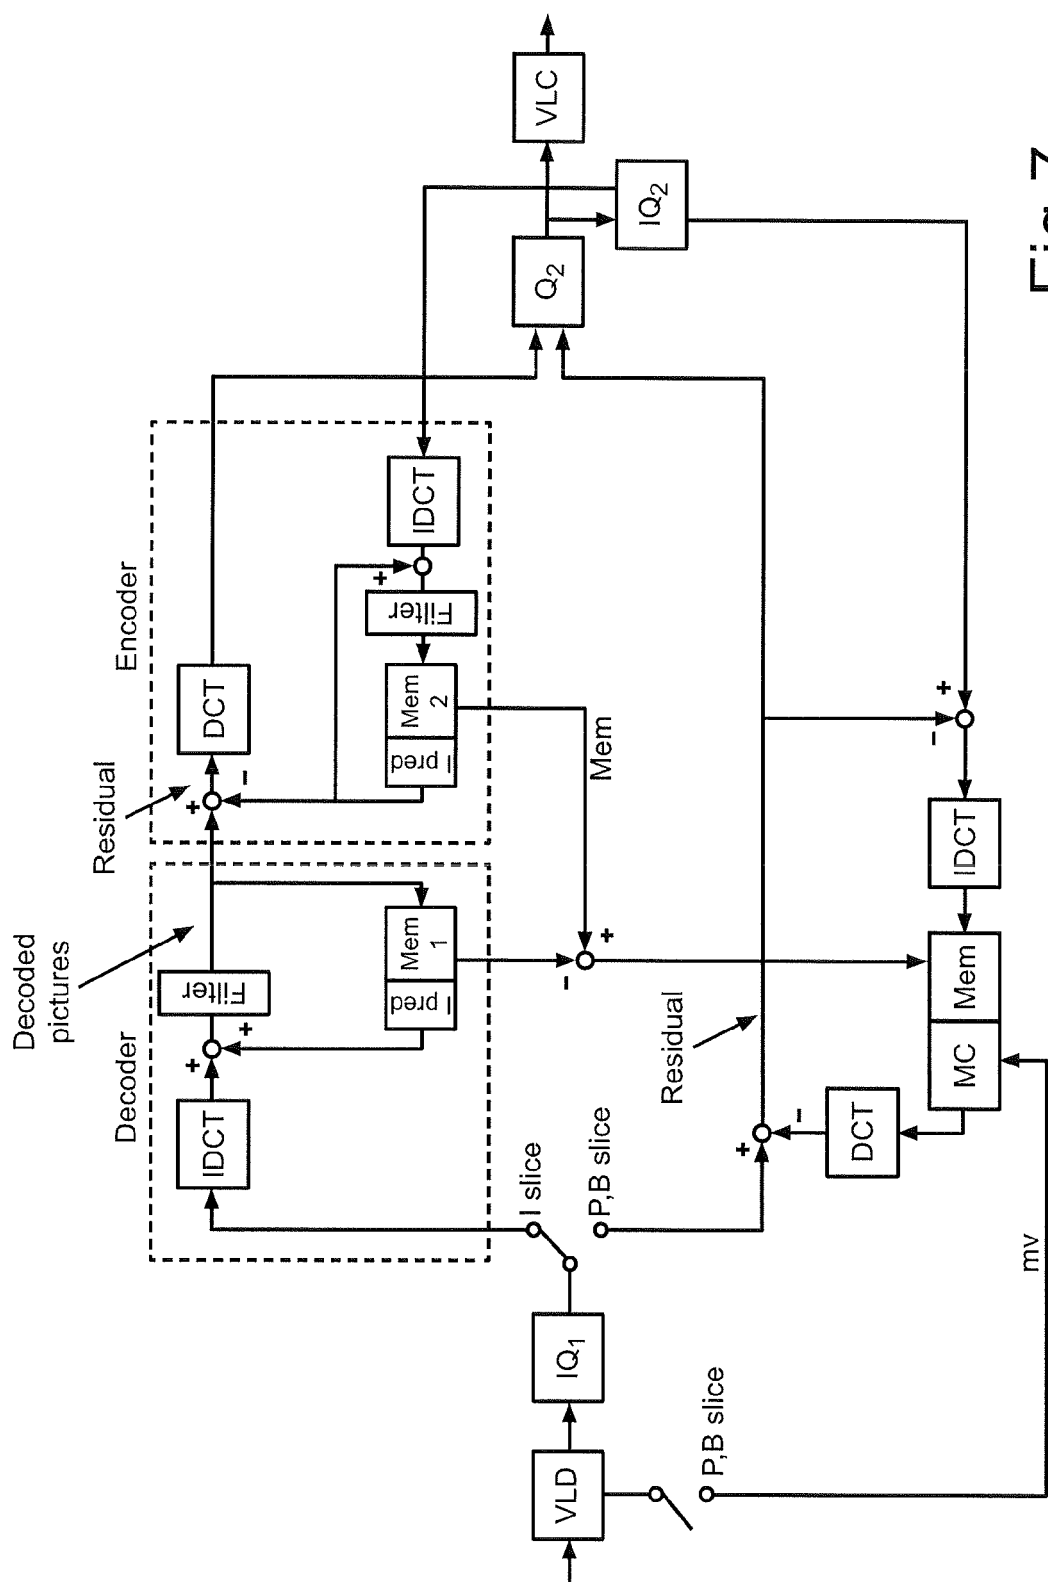 Decoded
pictures
Residual
Decoder
Encoder
IDCT
Filter
DCT
Mem
1
I
pred
Mem
2
I
pred
Filter
IDCT
VLD
IQ1
I slice
P,B slice
P,B slice
Mem
Residual
Q2
VLC
IQ2
DCT
MC
Mem
IDCT
mv
+
+
+
−
+
−
+
+
−
−
+